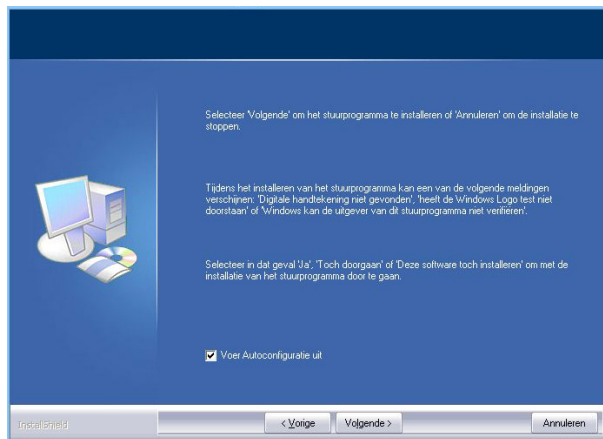 Selecteer 'Volgende' om het stuurprogramma te installeren of 'Annuleren' om de installatie te
stoppen.
Tijdens het installeren van het stuurprogramma kan een van de volgende meldingen
verschijnen: 'Digitale handtekening niet gevonden', 'heeft de Windows Logo test niet
doorstaan' of 'Windows kan de uitgever van dit stuurprogramma niet verifiëren'.
Selecteer in dat geval 'Ja', 'Toch doorgaan' of 'Deze software toch installeren' om met de
installatie van het stuurprogramma door te gaan.
Voer Autoconfiguratie uit
InstallShield
< Vorige
Volgende >
Annuleren